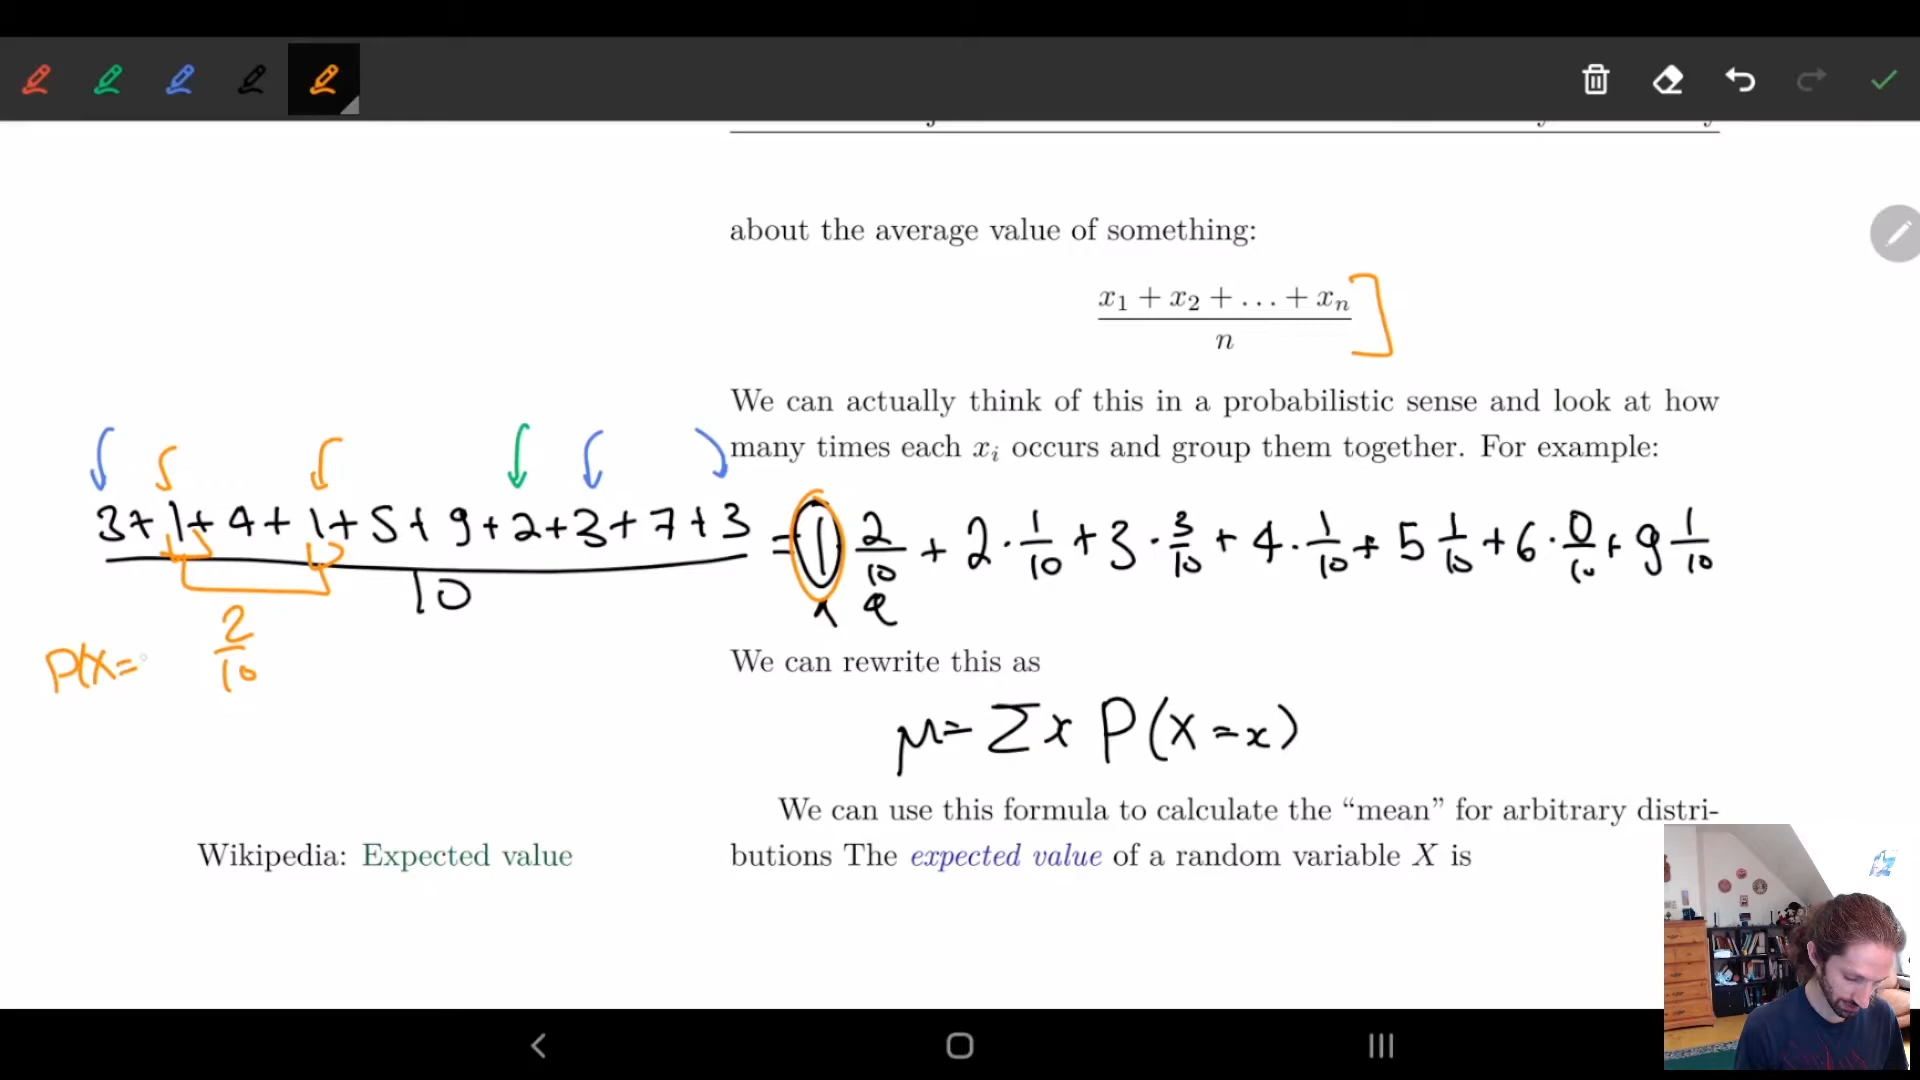 about the average value of something:
x₁ + x₂ + ... + xₙ
n
We can actually think of this in a probabilistic sense and look at how
many times each xᵢ occurs and group them together. For example:
3+1+4+1+5+9+2+3+7+3 = 1 2/10 + 2·1/10 + 3·3/10 + 4·1/10 + 5 1/10 + 6·0/10 + 9 1/10
10
2/10
P(X=
We can rewrite this as
μ= Σx P(X=x)
We can use this formula to calculate the “mean” for arbitrary distri-
butions The expected value of a random variable X is
Wikipedia: Expected value